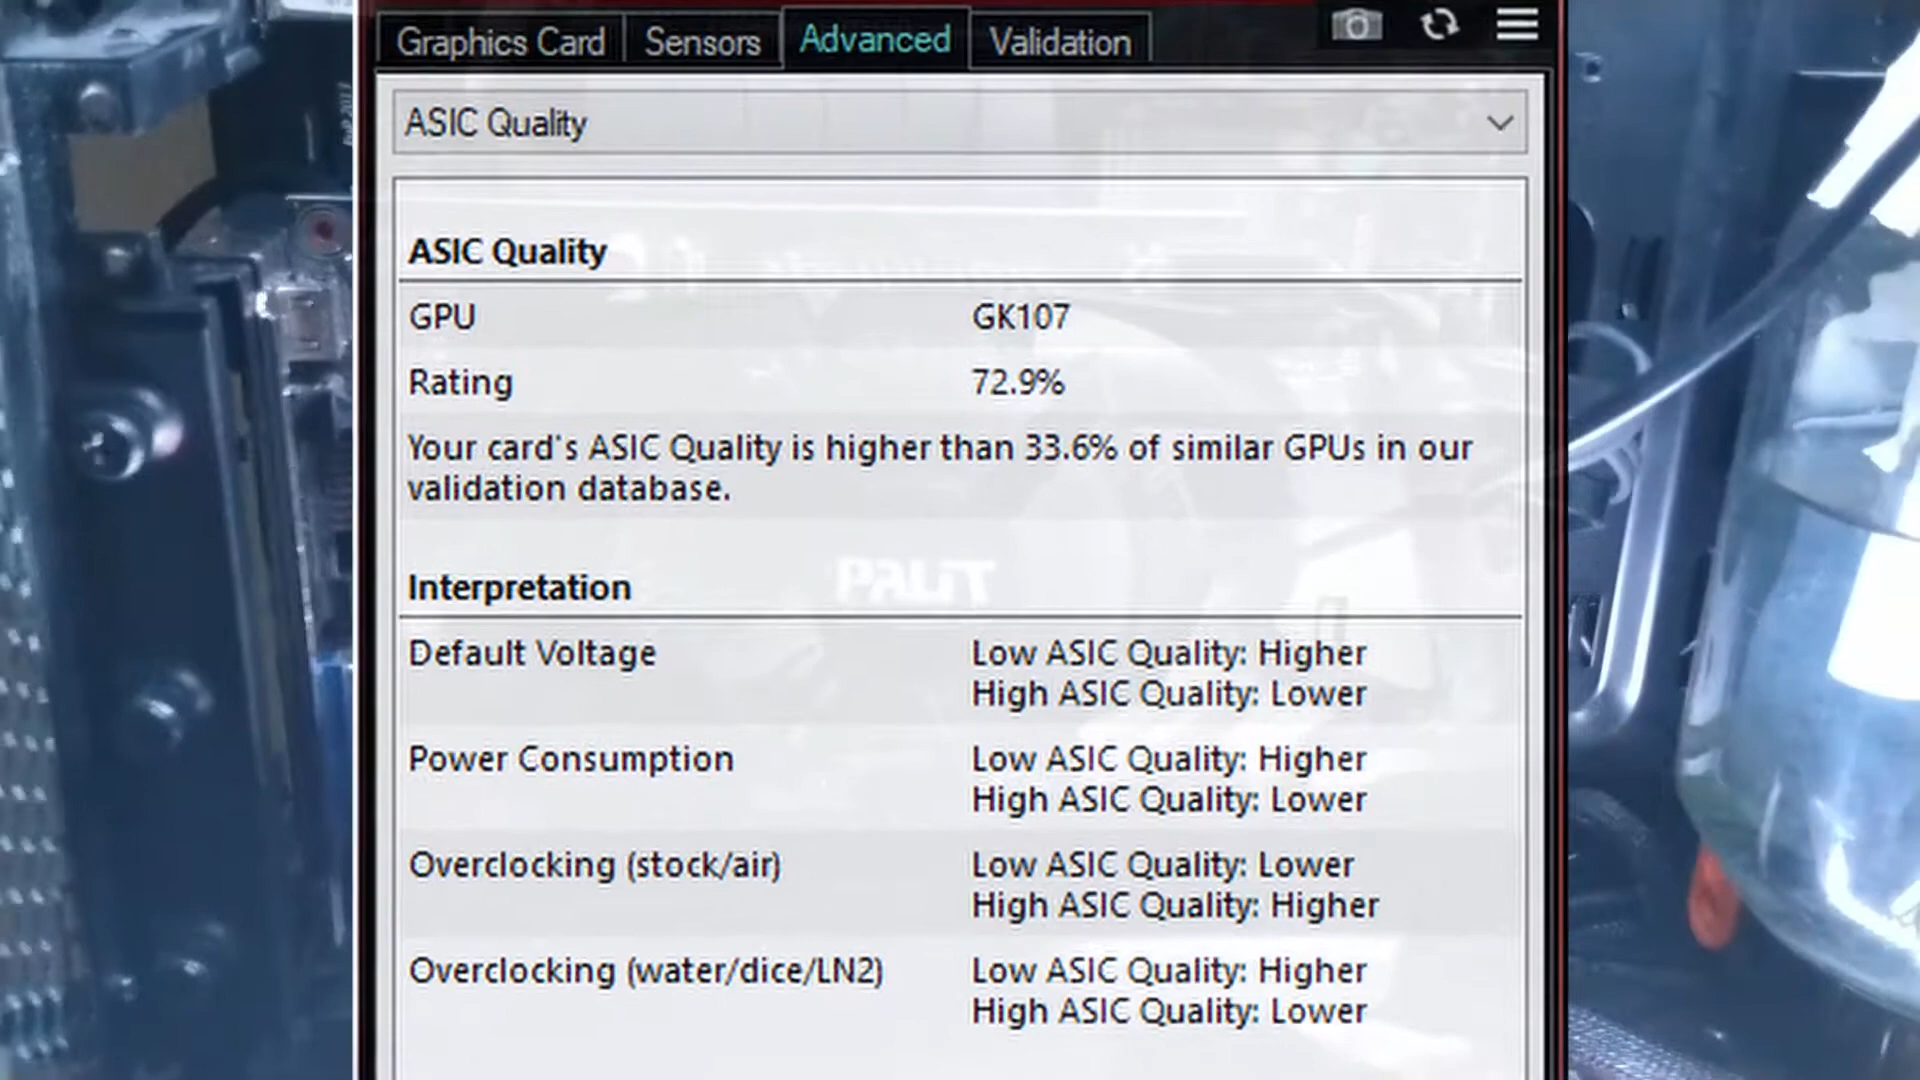 Graphics Card Sensors Advanced Validation
ASIC Quality
ASIC Quality
GPU GK107
Rating 72.9%
Your card's ASIC Quality is higher than 33.6% of similar GPUs in our
validation database.
PALiT
Interpretation
Default Voltage Low ASIC Quality: Higher
High ASIC Quality: Lower
Power Consumption Low ASIC Quality: Higher
High ASIC Quality: Lower
Overclocking (stock/air) Low ASIC Quality: Lower
High ASIC Quality: Higher
Overclocking (water/dice/LN2) Low ASIC Quality: Higher
High ASIC Quality: Lower